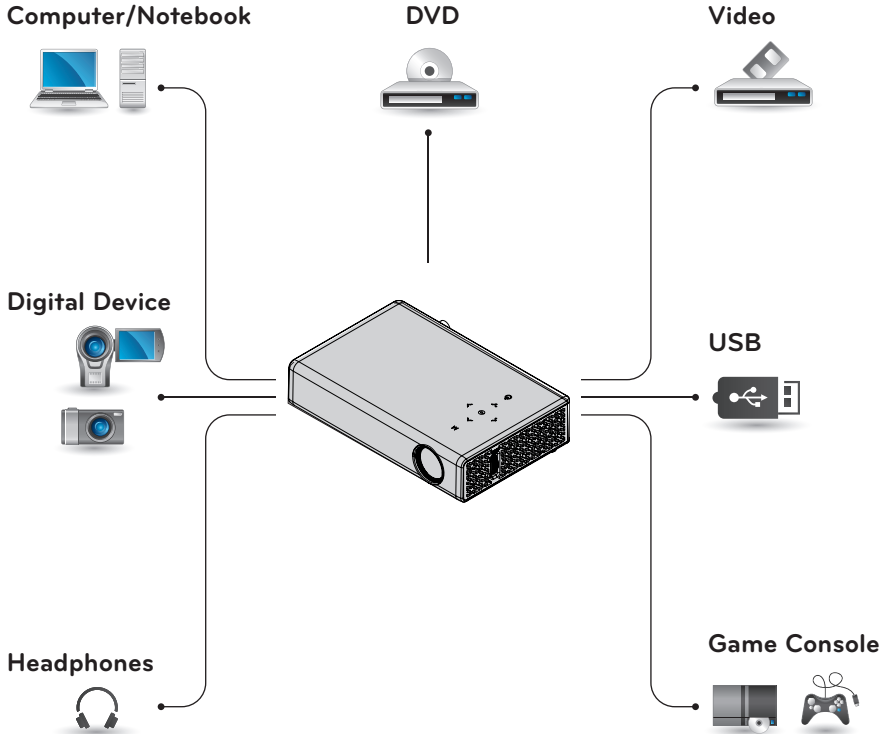 Computer/Notebook
DVD
Video
Digital Device
USB
Headphones
Game Console